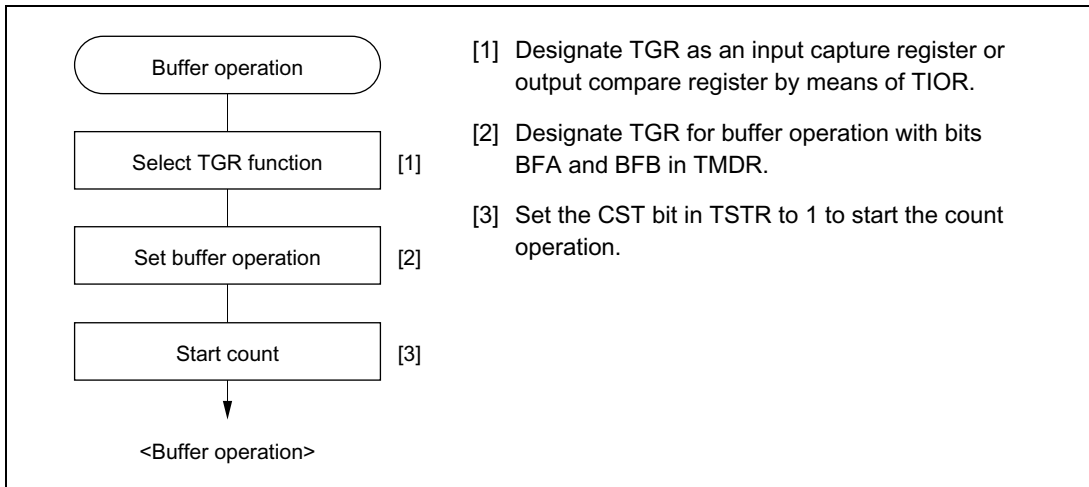 Buffer operation
Select TGR function [1]
Set buffer operation [2]
Start count [3]
<Buffer operation>
[1] Designate TGR as an input capture register or
output compare register by means of TIOR.
[2] Designate TGR for buffer operation with bits
BFA and BFB in TMDR.
[3] Set the CST bit in TSTR to 1 to start the count
operation.